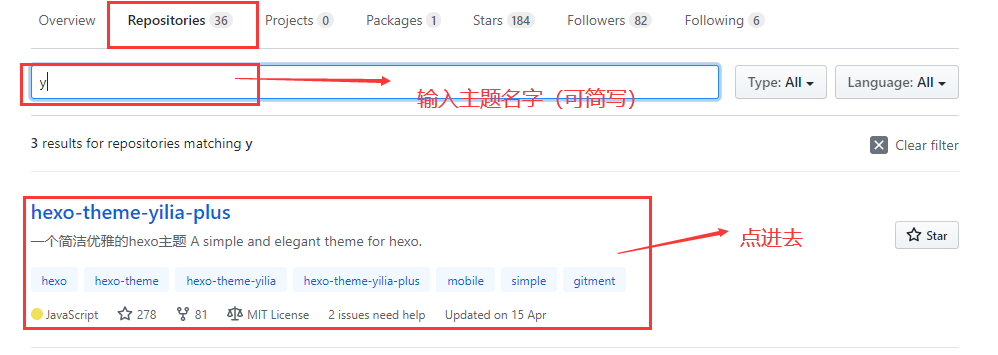 Overview Repositories 36 Projects 0 Packages 1 Stars 184 Followers 82 Following 6
y 输入主题名字（可简写） Type: All Language: All
3 results for repositories matching y Clear filter
hexo-theme-yilia-plus
一个简洁优雅的hexo主题 A simple and elegant theme for hexo. 点进去 Star
hexo hexo-theme hexo-theme-yilia hexo-theme-yilia-plus mobile simple gitment
JavaScript 278 81 MIT License 2 issues need help Updated on 15 Apr